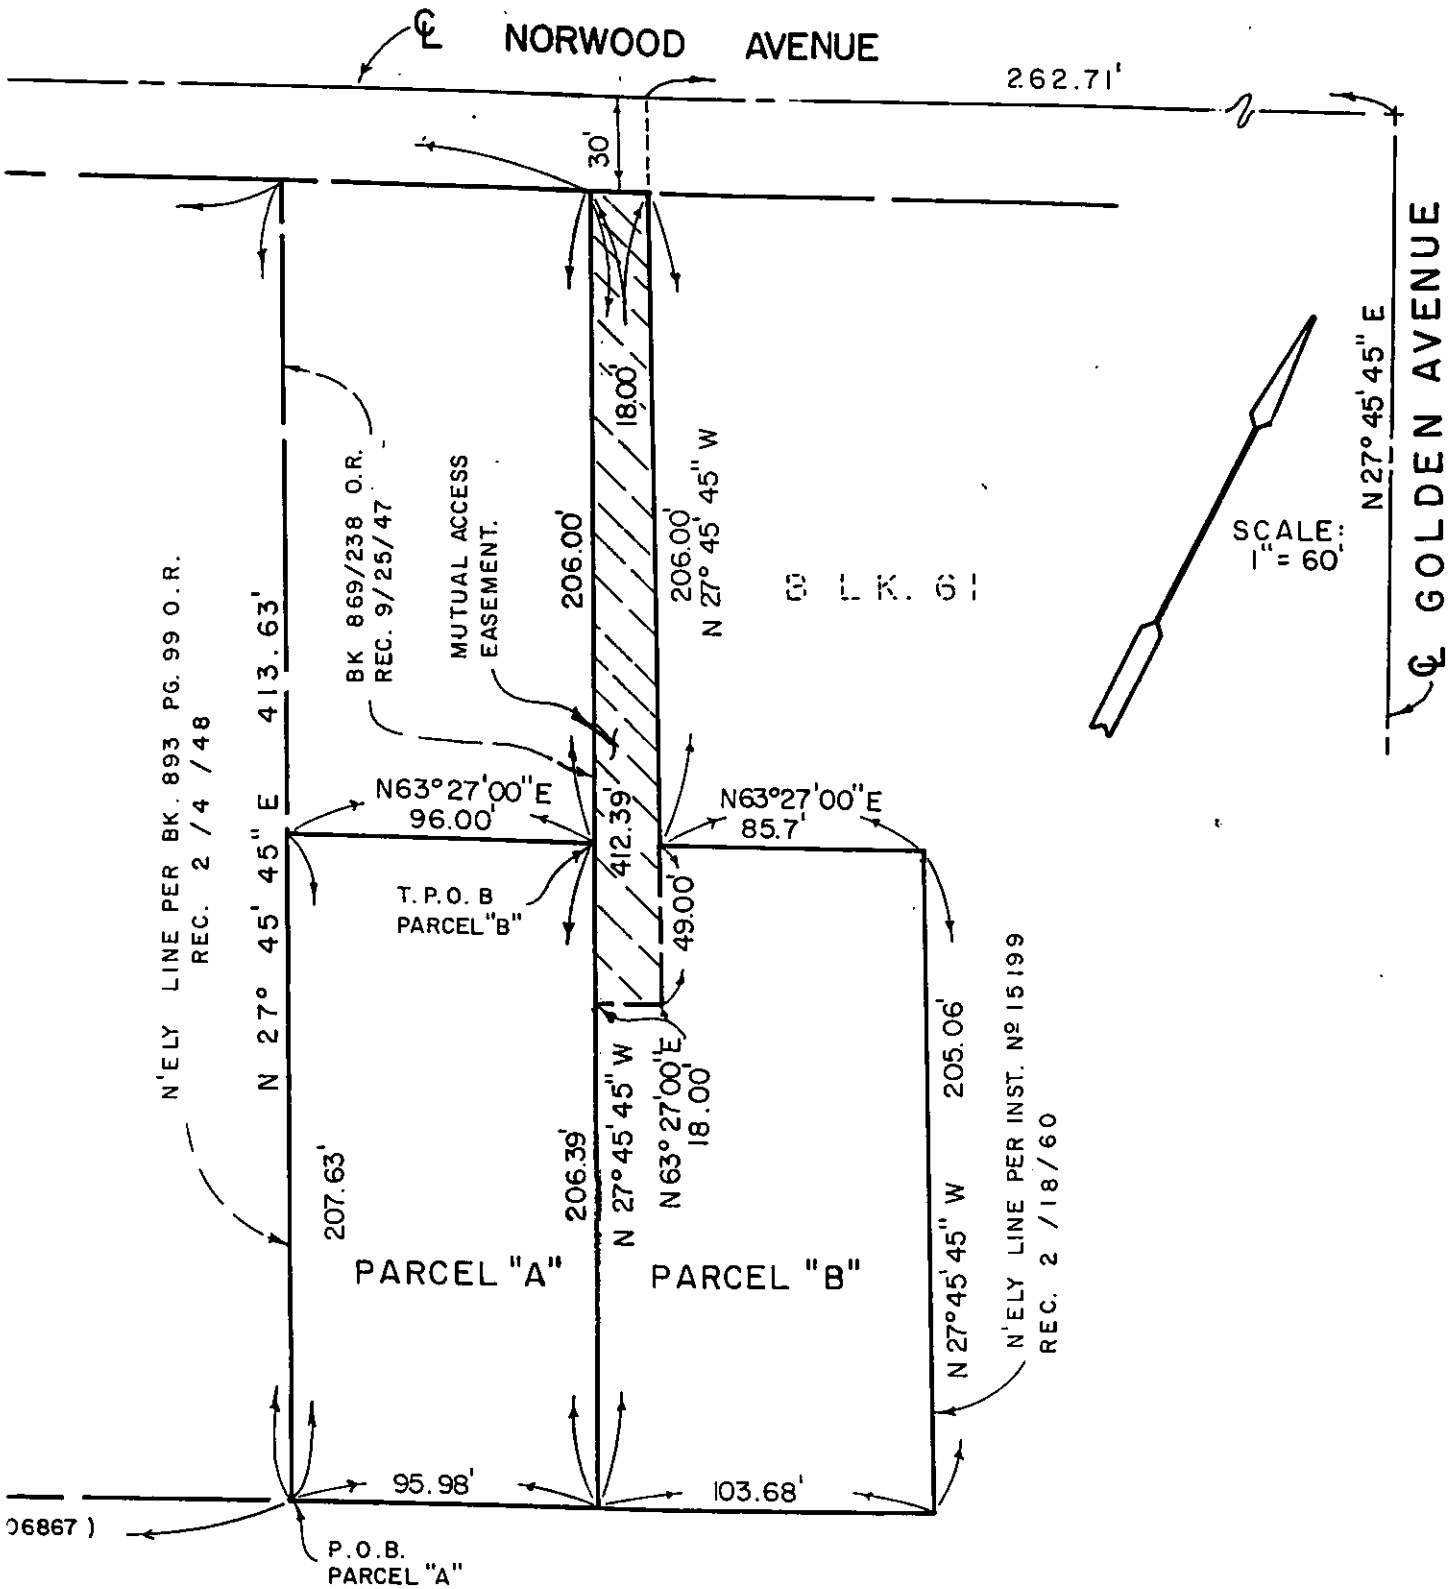 ℄ NORWOOD AVENUE
262.71'
30'
18.00'
N 27° 45' 45" E
℄ GOLDEN AVENUE
SCALE:
1" = 60'
BK 869/238 O.R.
REC. 9/25/47
MUTUAL ACCESS
EASEMENT.
206.00'
206.00'
N 27° 45' 45" W
BLK. 61
N'ELY LINE PER BK. 893 PG. 99 O.R.
REC. 2/4/48
N 27° 45' 45" E 413.63'
N63°27'00"E
96.00'
412.39'
N63°27'00"E
85.7'
T.P.O.B
PARCEL "B"
49.00'
N63°27'00"E
18.00'
207.63'
206.39'
N 27° 45' 45" W
205.06'
N 27° 45' 45" W
N'ELY LINE PER INST. Nº 15199
REC. 2/18/60
PARCEL "A"
PARCEL "B"
95.98'
103.68'
06867)
P.O.B.
PARCEL "A"